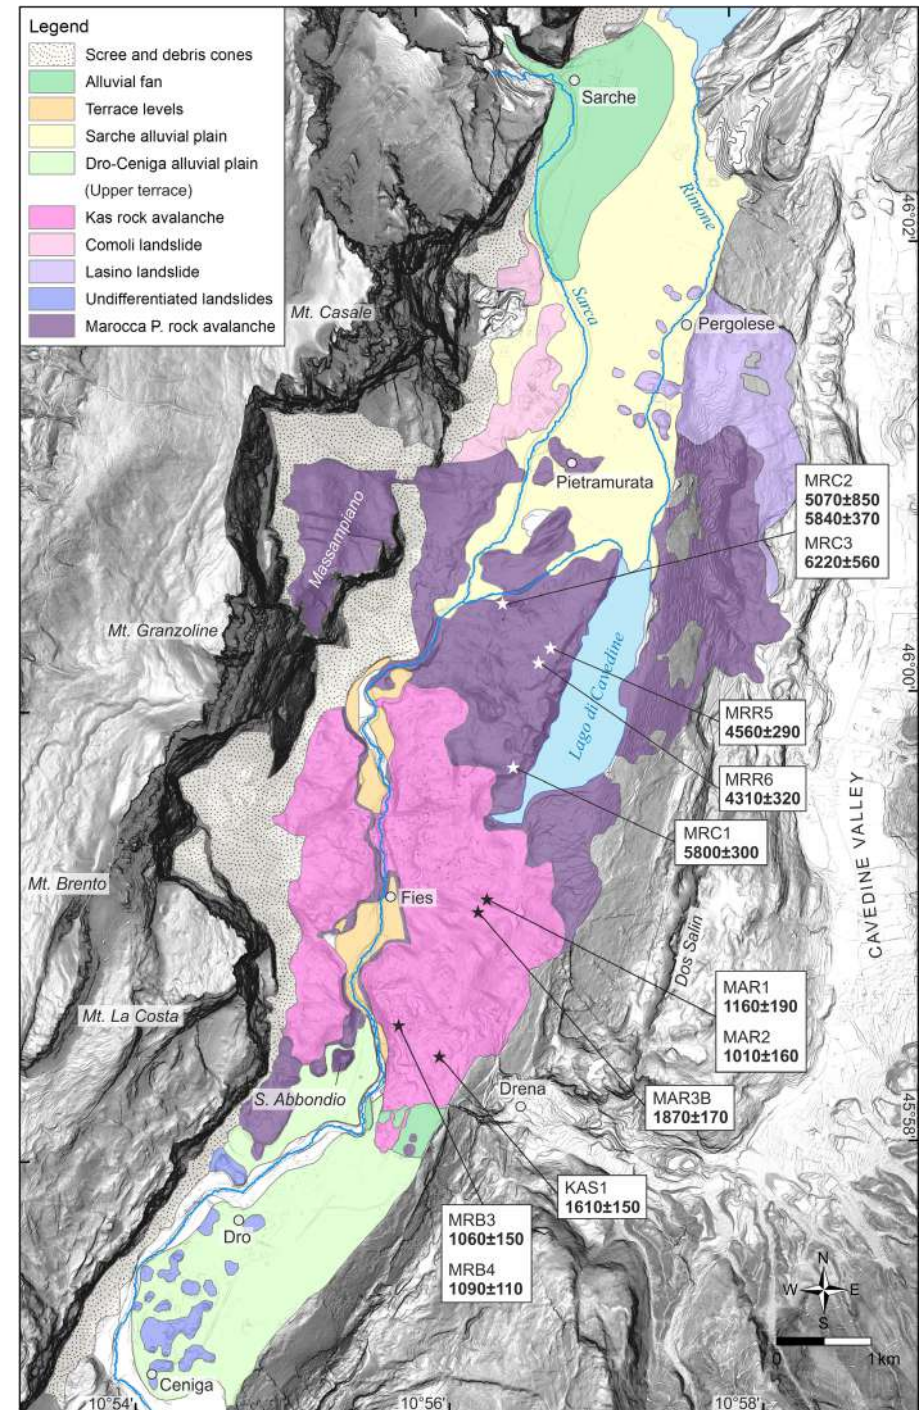 Legend
Scree and debris cones
Alluvial fan
Terrace levels
Sarche alluvial plain
Dro-Ceniga alluvial plain
(Upper terrace)
Kas rock avalanche
Comoli landslide
Lasino landslide
Undifferentiated landslides
Marocca P. rock avalanche
Sarche
Rimone
46°02'
Sarca
Mt. Casale
Pergolese
Pietramurata
MRC2
5070±850
5840±370
MRC3
6220±560
Massampiano
Mt. Granzoline
Lago di Cavedine
46°00'
MRR5
4560±290
MRR6
4310±320
MRC1
5800±300
CAVEDINE VALLEY
Mt. Brento
Fies
Dos Salin
MAR1
1160±190
MAR2
1010±160
Mt. La Costa
S. Abbondio
Drena
MAR3B
1870±170
45°58'
KAS1
1610±150
MRB3
1060±150
MRB4
1090±110
Dro
N
W E
S
0 1km
Ceniga
10°54' 10°56' 10°58'